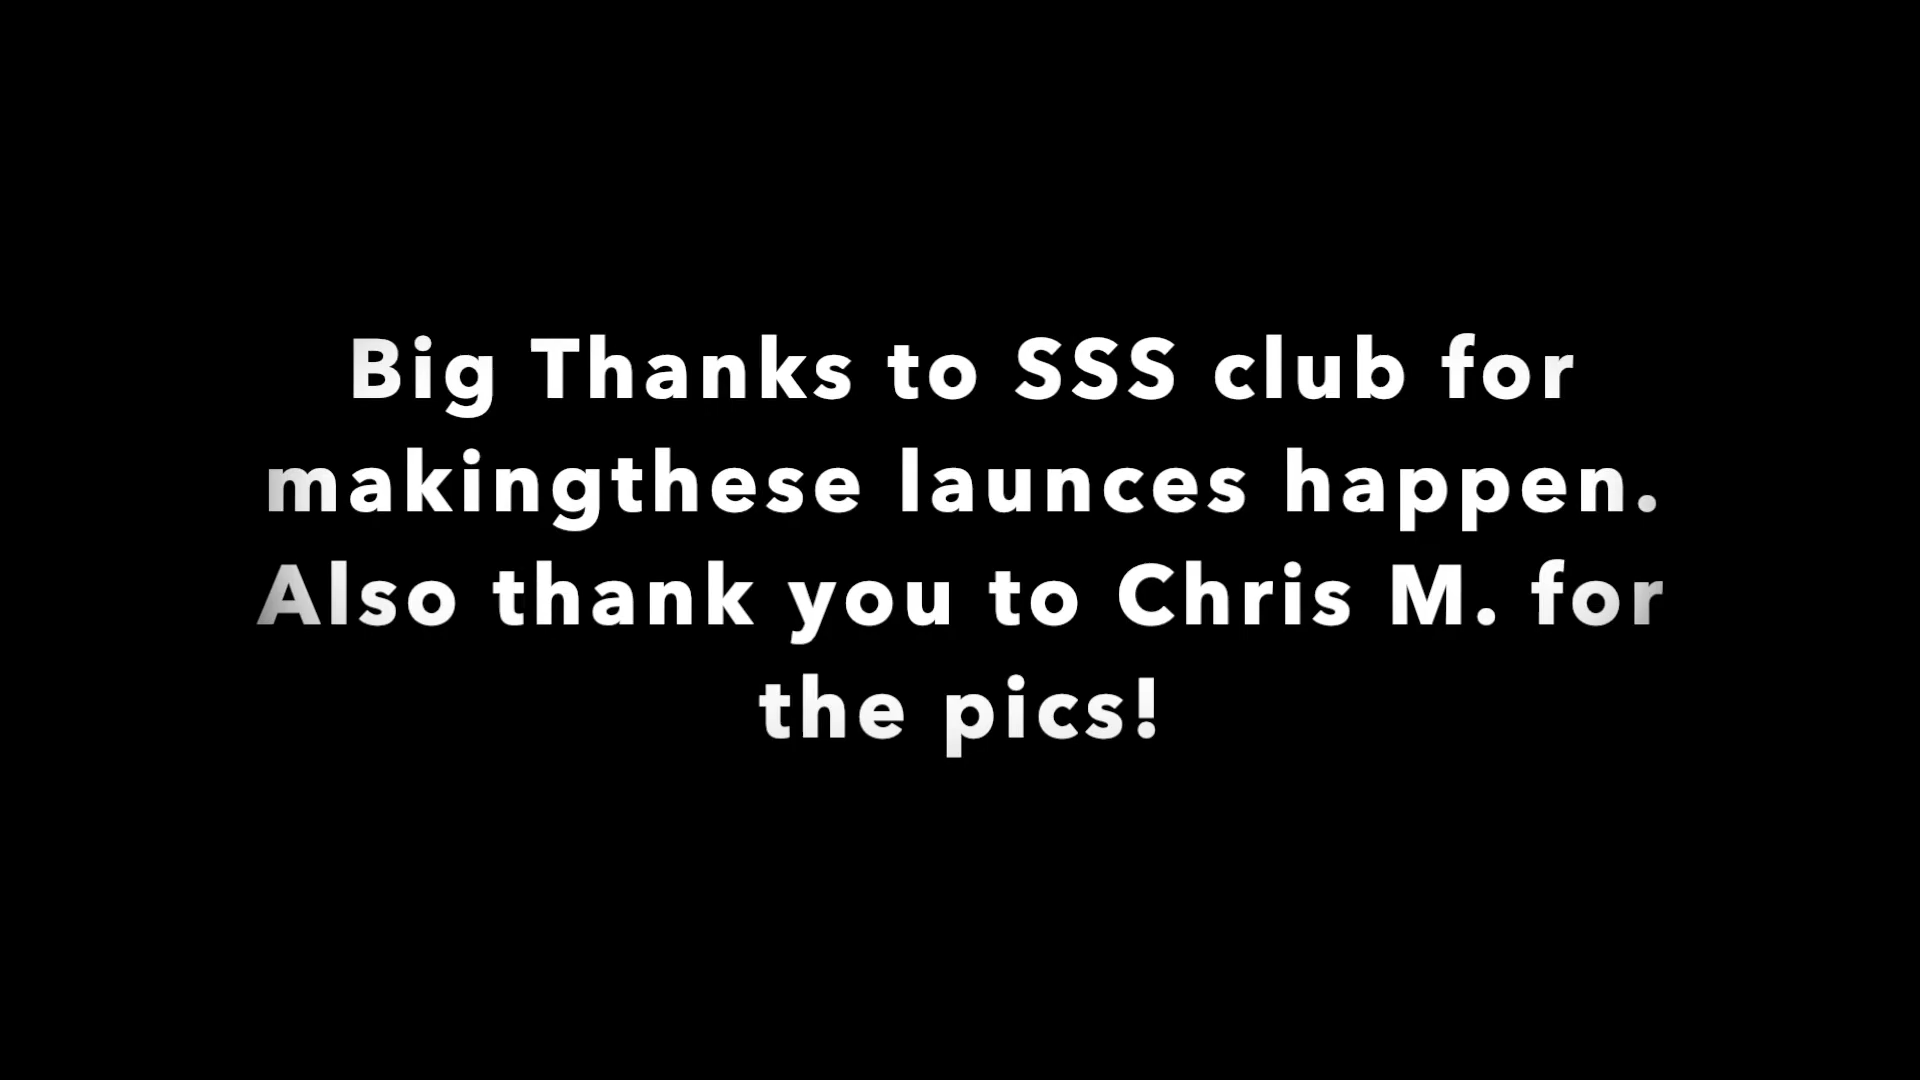 Big Thanks to SSS club for
makingthese launces happen.
Also thank you to Chris M. for
the pics!